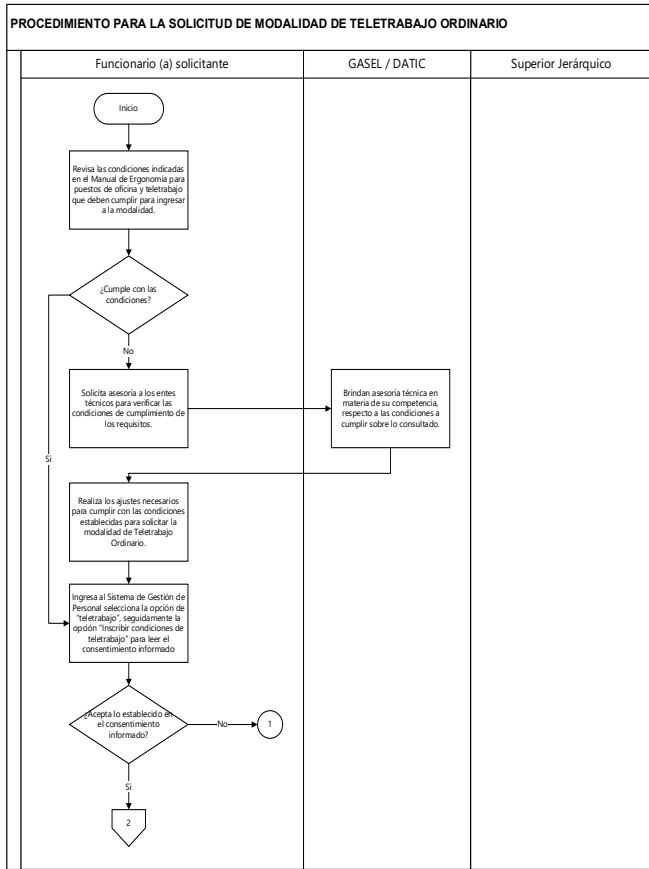 PROCEDIMIENTO PARA LA SOLICITUD DE MODALIDAD DE TELETRABAJO ORDINARIO
Funcionario (a) solicitante
GASEL / DATIC
Superior Jerárquico
Inicio
Revisa las condiciones indicadas
en el Manual de Ergonomía para
puestos de oficina y teletrabajo
que deben cumplir para ingresar
a la modalidad.
¿Cumple con las
condiciones?
No
Solicita asesoría a los entes
técnicos para verificar las
condiciones de cumplimiento de
los requisitos.
Brindan asesoría técnica en
materia de su competencia,
respecto a las condiciones a
cumplir sobre lo consultado.
Si
Realiza los ajustes necesarios
para cumplir con las condiciones
establecidas para solicitar la
modalidad de Teletrabajo
Ordinario.
Ingresa al Sistema de Gestión de
Personal selecciona la opción de
"teletrabajo", seguidamente la
opción "Inscribir condiciones de
teletrabajo" para leer el
consentimiento informado
¿Acepta lo establecido en
el consentimiento
informado?
No
1
Si
2